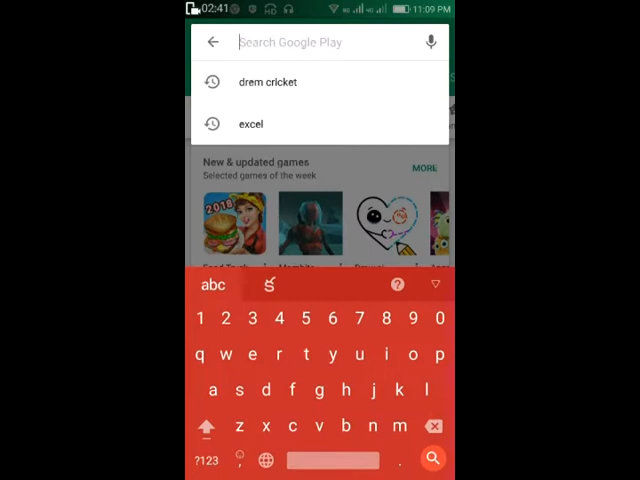 02:41 HD 11:09 PM
Search Google Play
drem cricket
excel
New & updated games
MORE
Selected games of the week
2018
abc
1 2 3 4 5 6 7 8 9 0
q w e r t y u i o p
a s d f g h j k l
z x c v b n m
?123 , .